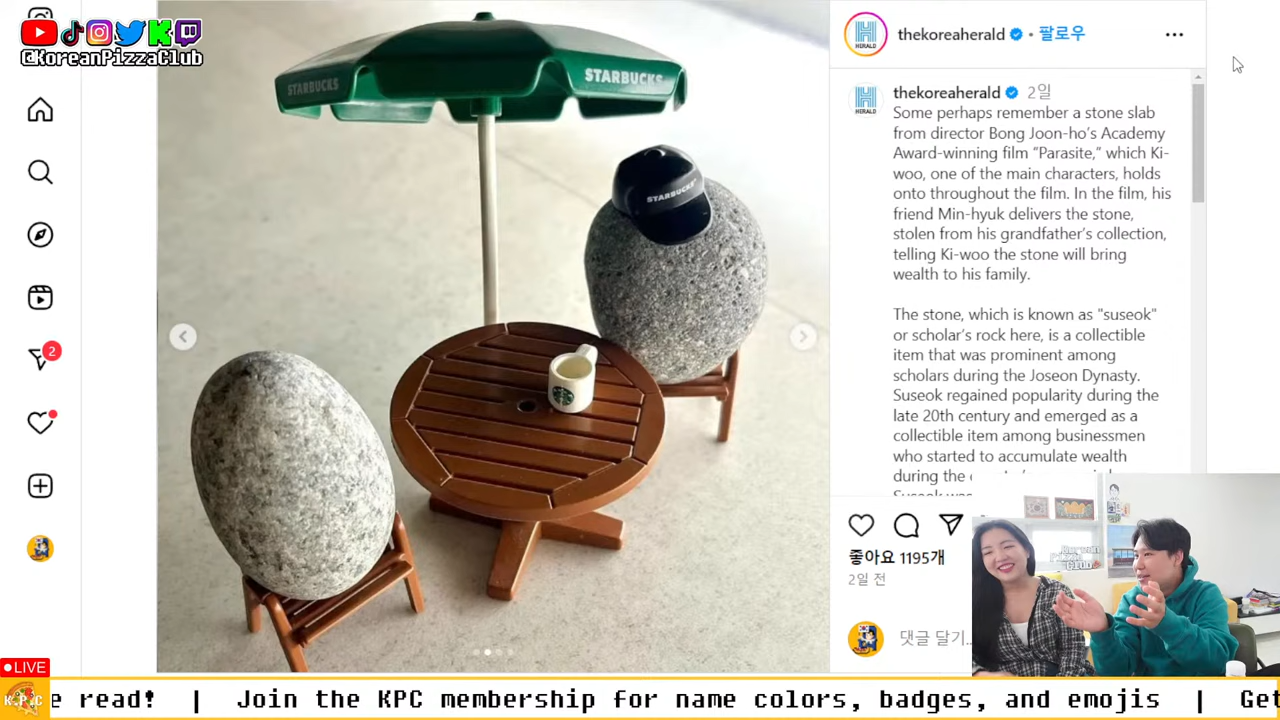 @KoreanPizzaClub
STARBUCKS
STARBUCKS
STARBUCKS
thekoreaherald • 팔로우
HERALD
thekoreaherald 2일
HERALD
Some perhaps remember a stone slab
from director Bong Joon-ho's Academy
Award-winning film "Parasite," which Ki-
woo, one of the main characters, holds
onto throughout the film. In the film, his
friend Min-hyuk delivers the stone,
stolen from his grandfather's collection,
telling Ki-woo the stone will bring
wealth to his family.
The stone, which is known as "suseok"
or scholar's rock here, is a collectible
item that was prominent among
scholars during the Joseon Dynasty.
Suseok regained popularity during the
late 20th century and emerged as a
collectible item among businessmen
who started to accumulate wealth
during the
2
좋아요 1195개
2일 전
댓글 달기...
LIVE
KPC
e read! | Join the KPC membership for name colors, badges, and emojis | Get